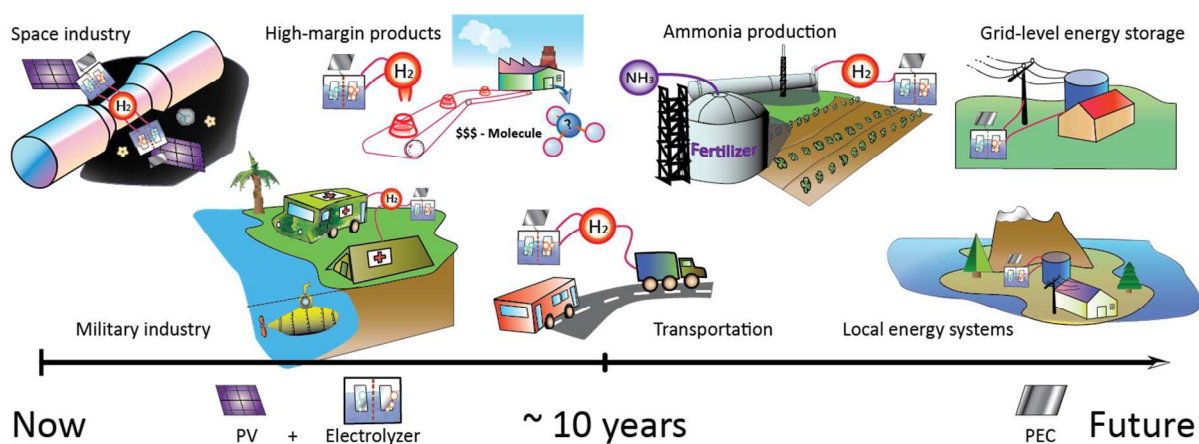 Space industry
High-margin products
Ammonia production
Grid-level energy storage
H₂
H₂
$$$ - Molecule
?
NH₃
H₂
Fertilizer
H₂
H₂
Military industry
Transportation
Local energy systems
Now
PV + Electrolyzer
~ 10 years
PEC
Future